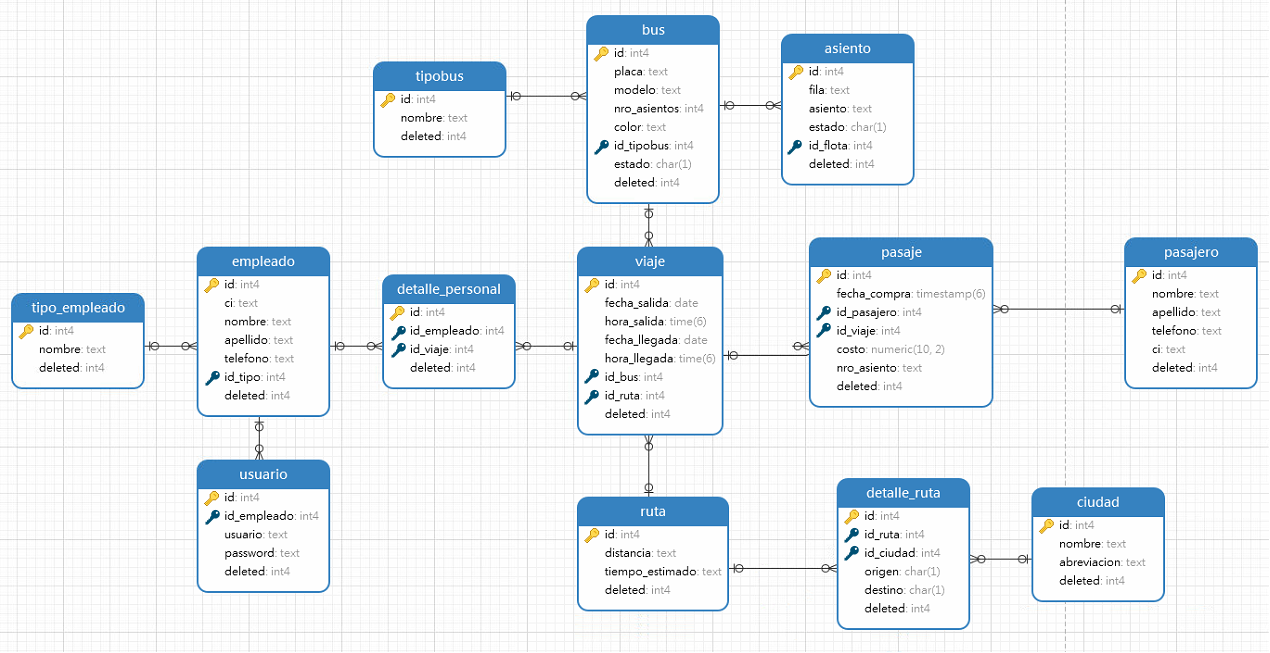 bus
id: int4
placa: text
modelo: text
nro_asientos: int4
color: text
id_tipobus: int4
estado: char(1)
deleted: int4
asiento
id: int4
fila: text
asiento: text
estado: char(1)
id_flota: int4
deleted: int4
tipobus
id: int4
nombre: text
deleted: int4
tipo_empleado
id: int4
nombre: text
deleted: int4
empleado
id: int4
ci: text
nombre: text
apellido: text
telefono: text
id_tipo: int4
deleted: int4
detalle_personal
id: int4
id_empleado: int4
id_viaje: int4
deleted: int4
viaje
id: int4
fecha_salida: date
hora_salida: time(6)
fecha_llegada: date
hora_llegada: time(6)
id_bus: int4
id_ruta: int4
deleted: int4
pasaje
id: int4
fecha_compra: timestamp(6)
id_pasajero: int4
id_viaje: int4
costo: numeric(10, 2)
nro_asiento: text
deleted: int4
pasajero
id: int4
nombre: text
apellido: text
telefono: text
ci: text
deleted: int4
usuario
id: int4
id_empleado: int4
usuario: text
password: text
deleted: int4
ruta
id: int4
distancia: text
tiempo_estimado: text
deleted: int4
detalle_ruta
id: int4
id_ruta: int4
id_ciudad: int4
origen: char(1)
destino: char(1)
deleted: int4
ciudad
id: int4
nombre: text
abreviacion: text
deleted: int4